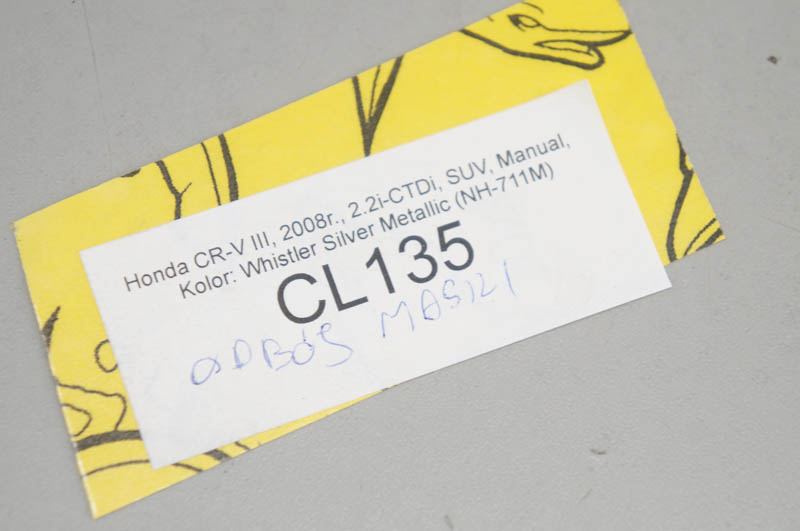 Honda CR-V III, 2008r., 2.2i-CTDi, SUV, Manual,
Kolor: Whistler Silver Metallic (NH-711M)
CL135
ODBÓJ MASKI